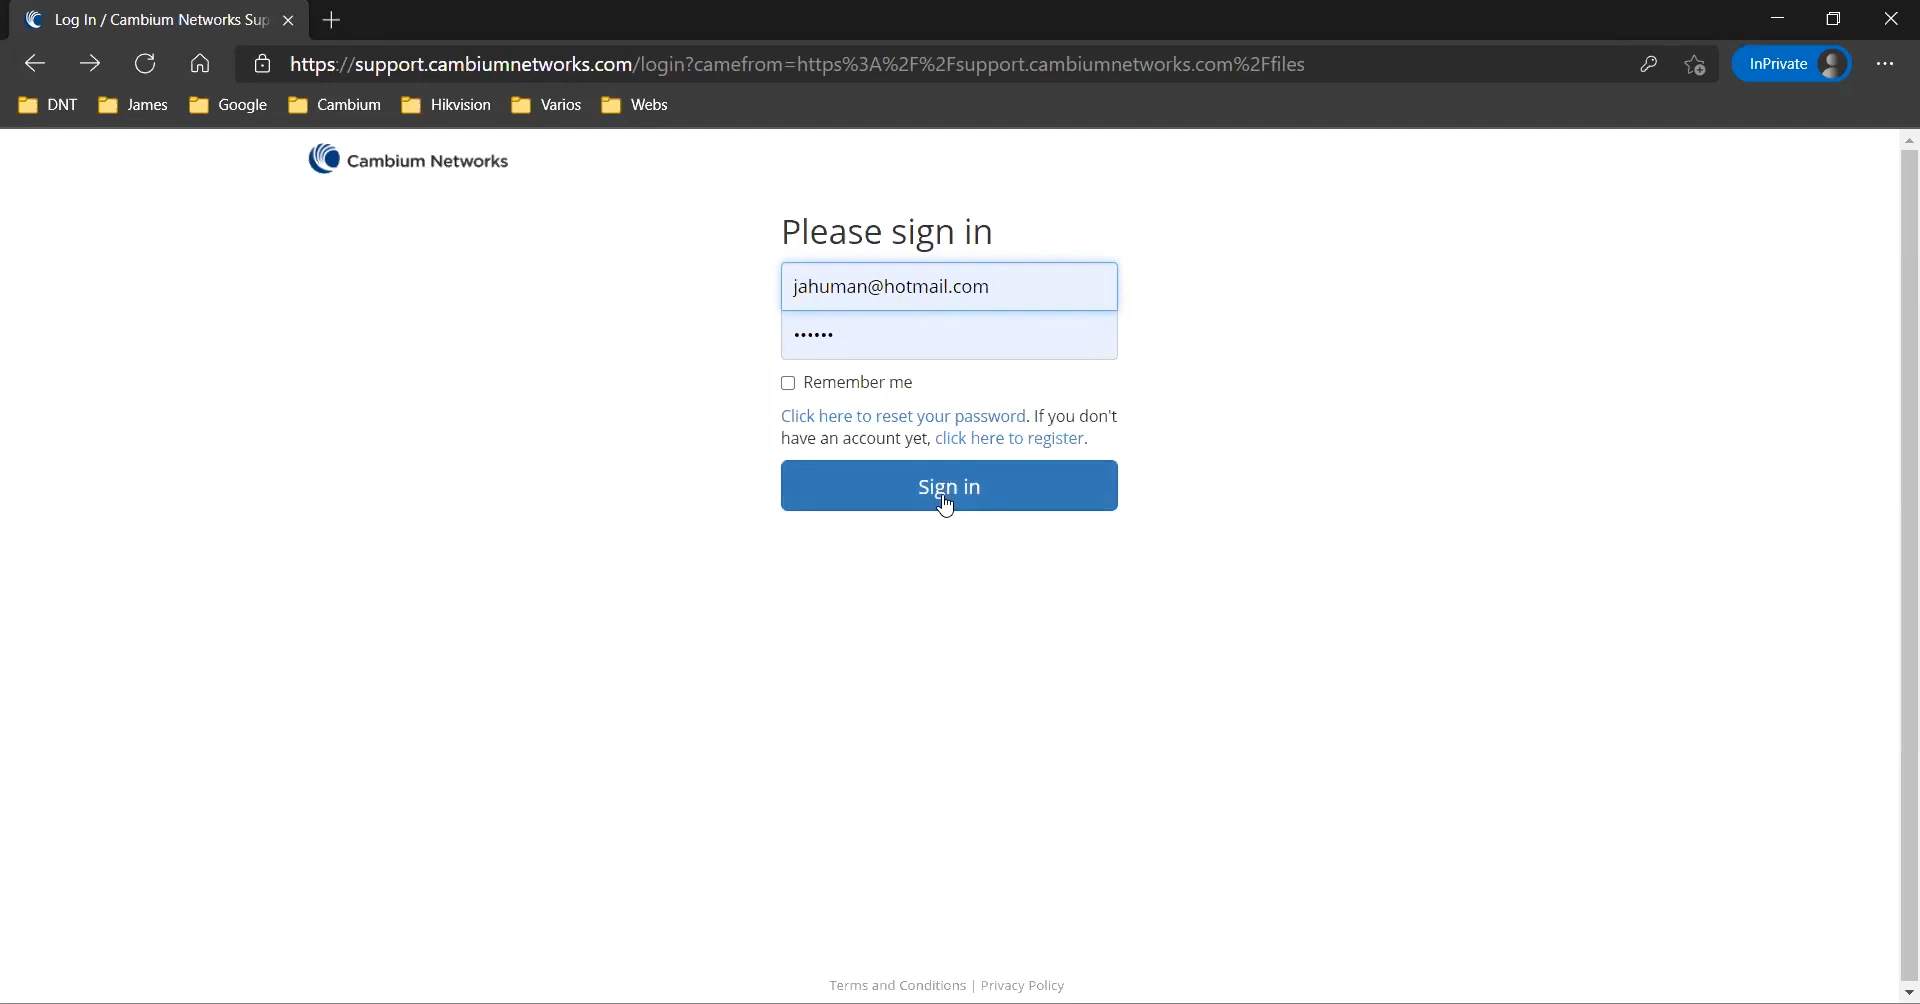 Log In / Cambium Networks Sup
https://support.cambiumnetworks.com/login?camefrom=https%3A%2F%2Fsupport.cambiumnetworks.com%2Ffiles
InPrivate
DNT James Google Cambium Hikvision Varios Webs
Cambium Networks
Please sign in
jahuman@hotmail.com
••••••
Remember me
Click here to reset your password. If you don't
have an account yet, click here to register.
Sign in
Terms and Conditions | Privacy Policy